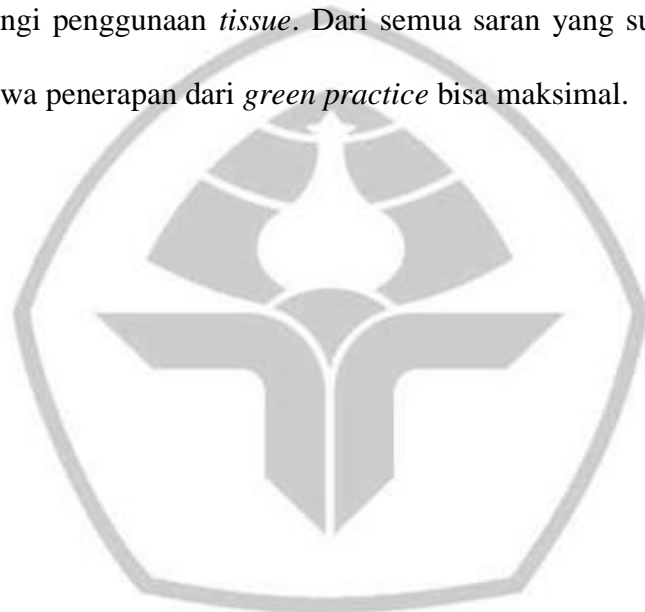 ngi penggunaan tissue. Dari semua saran yang su
wa penerapan dari green practice bisa maksimal.